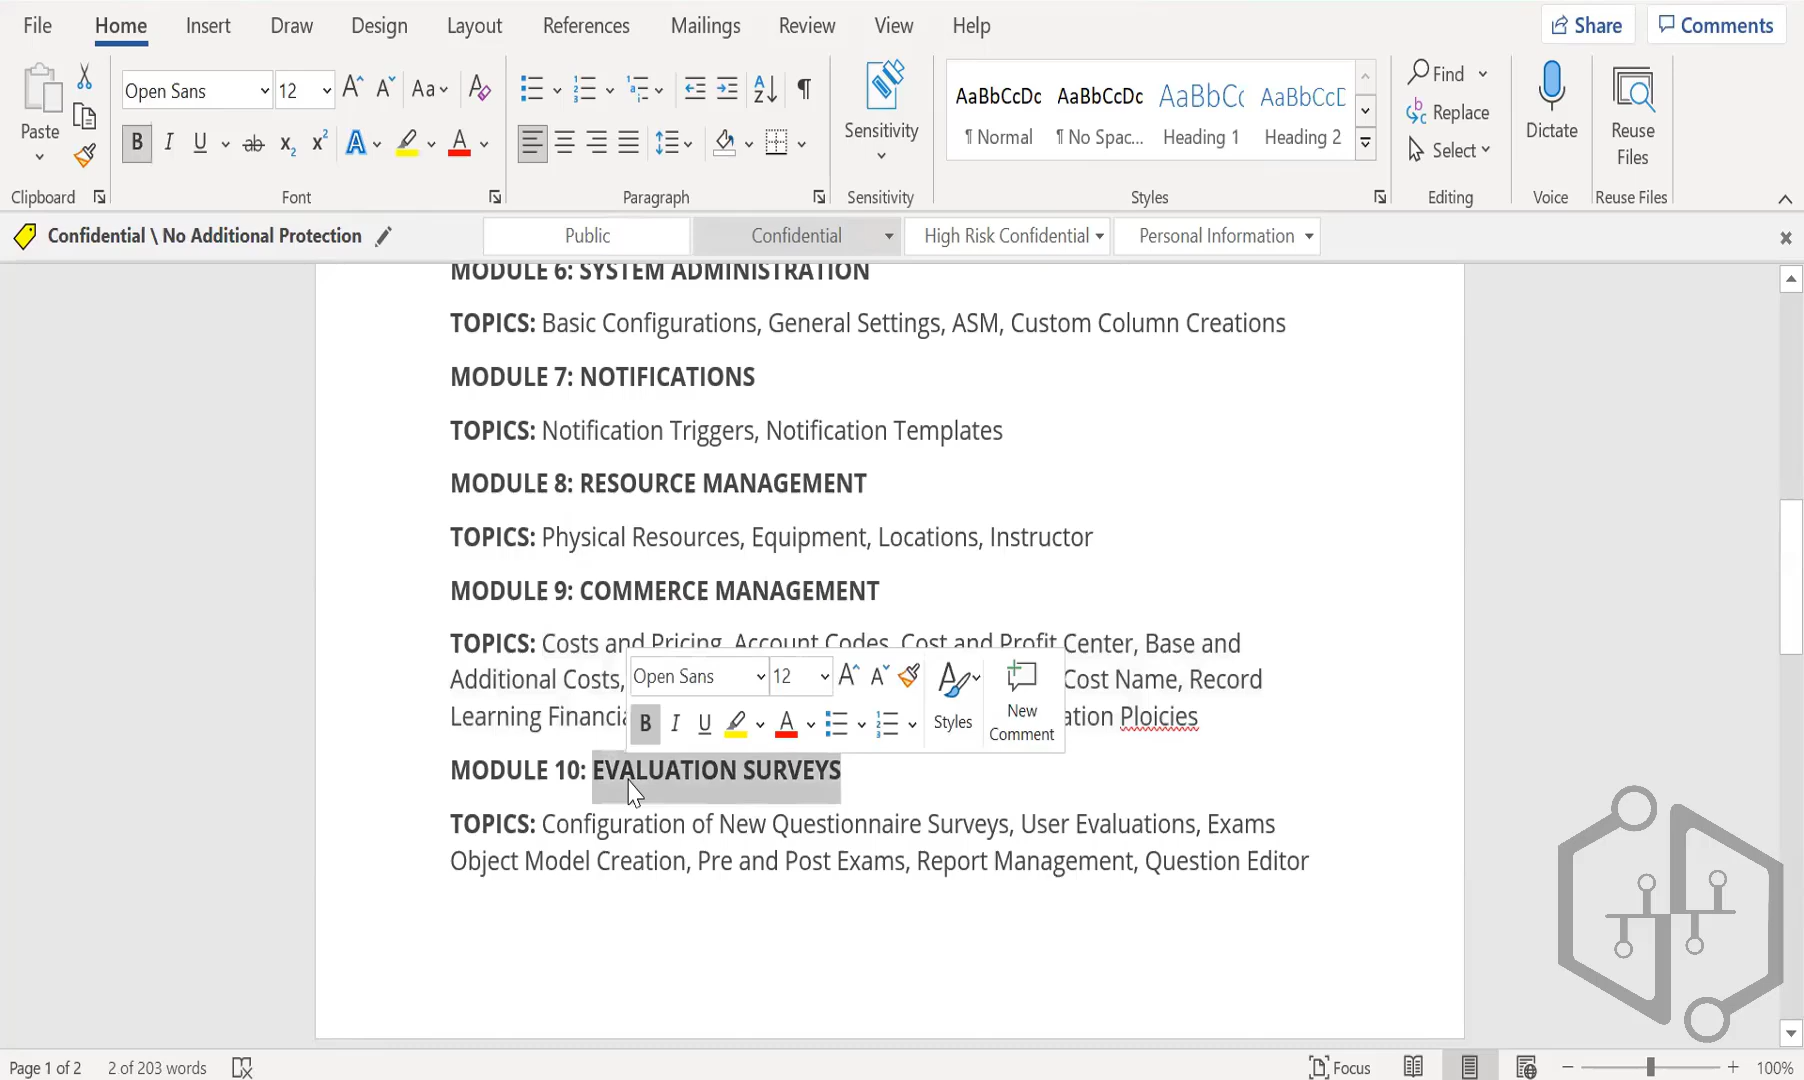 File Home Insert Draw Design Layout References Mailings Review View Help Share Comments
Open Sans 12 Aa
Paste
B I U ab x₂ x² A A
AaBbCcDc AaBbCcDc AaBbCc AaBbCcE
¶ Normal ¶ No Spac... Heading 1 Heading 2
Sensitivity
Find
Replace
Select
Dictate
Reuse
Files
Clipboard Font Paragraph Sensitivity Styles Editing Voice Reuse Files
Confidential \ No Additional Protection Public Confidential High Risk Confidential Personal Information
MODULE 6: SYSTEM ADMINISTRATION
TOPICS: Basic Configurations, General Settings, ASM, Custom Column Creations
MODULE 7: NOTIFICATIONS
TOPICS: Notification Triggers, Notification Templates
MODULE 8: RESOURCE MANAGEMENT
TOPICS: Physical Resources, Equipment, Locations, Instructor
MODULE 9: COMMERCE MANAGEMENT
TOPICS: Costs and Pricing, Account Codes, Cost and Profit Center, Base and
Additional Costs, Cost Name, Record
Learning Ploicies
Open Sans 12
B I U A Styles
New
Comment
MODULE 10: EVALUATION SURVEYS
TOPICS: Configuration of New Questionnaire Surveys, User Evaluations, Exams
Object Model Creation, Pre and Post Exams, Report Management, Question Editor
Page 1 of 2 2 of 203 words Focus 100%